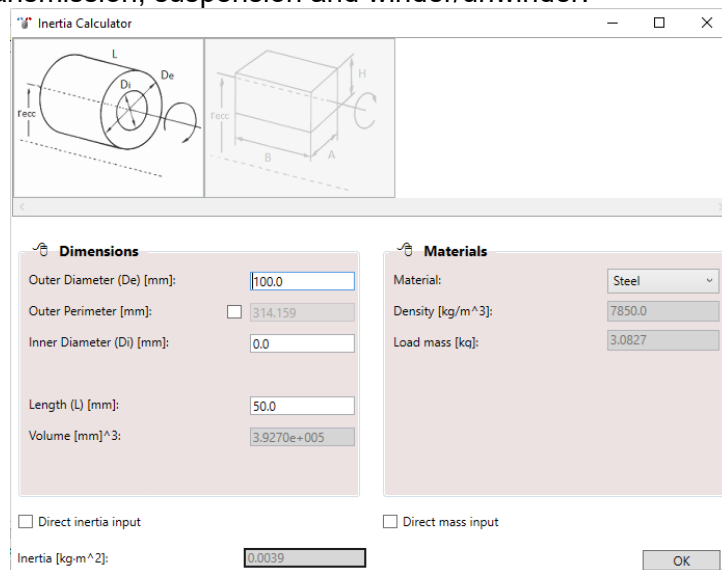 nsmission, suspension and winder/unwinder.
Inertia Calculator
L
Di
De
recc
H
recc
B
A
Dimensions
Materials
Outer Diameter (De) [mm]:
100.0
Material:
Steel
Outer Perimeter [mm]:
314.159
Density [kg/m^3]:
7850.0
Inner Diameter (Di) [mm]:
0.0
Load mass [kg]:
3.0827
Length (L) [mm]:
50.0
Volume [mm]^3:
3.9270e+005
Direct inertia input
Direct mass input
Inertia [kg·m^2]:
0.0039
OK